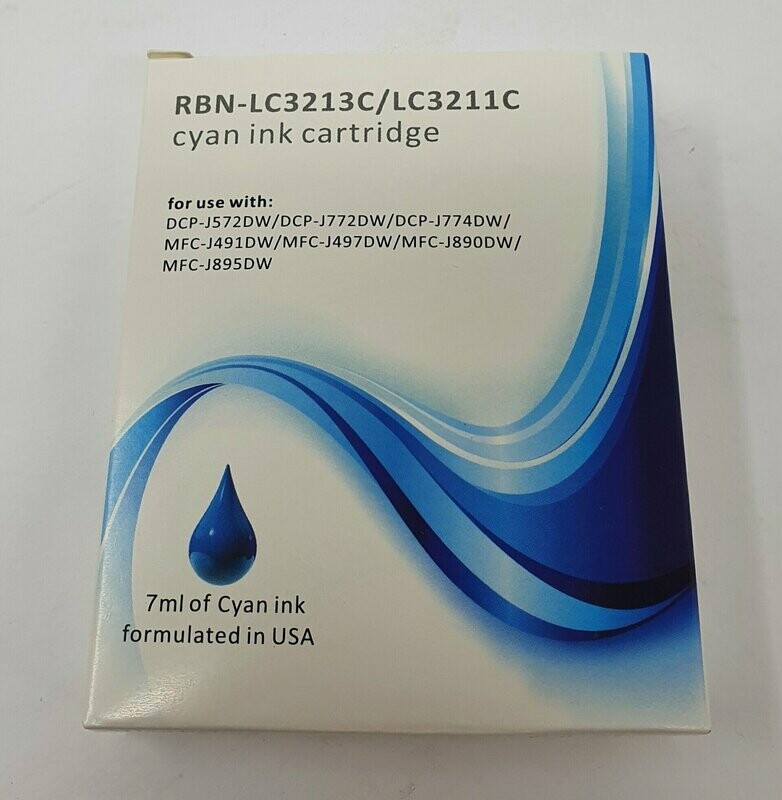 RBN-LC3213C/LC3211C
cyan ink cartridge
for use with:
DCP-J572DW/DCP-J772DW/DCP-J774DW/
MFC-J491DW/MFC-J497DW/MFC-J890DW/
MFC-J895DW
7ml of Cyan ink
formulated in USA